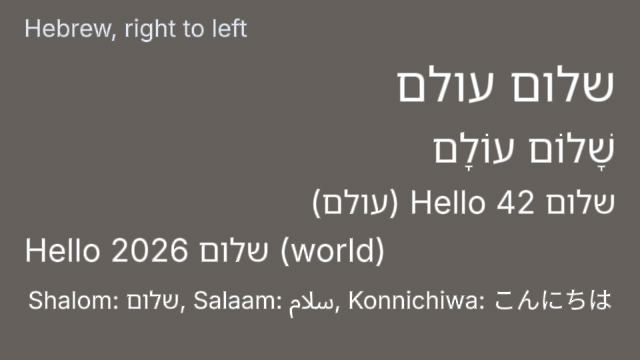 Hebrew, right to left
שלום עולם
שָׁלוֹם עוֹלָם
שלום Hello 42 (עולם)
Hello 2026 שלום (world)
Shalom: שלום, Salaam: سلام, Konnichiwa: こんにちは